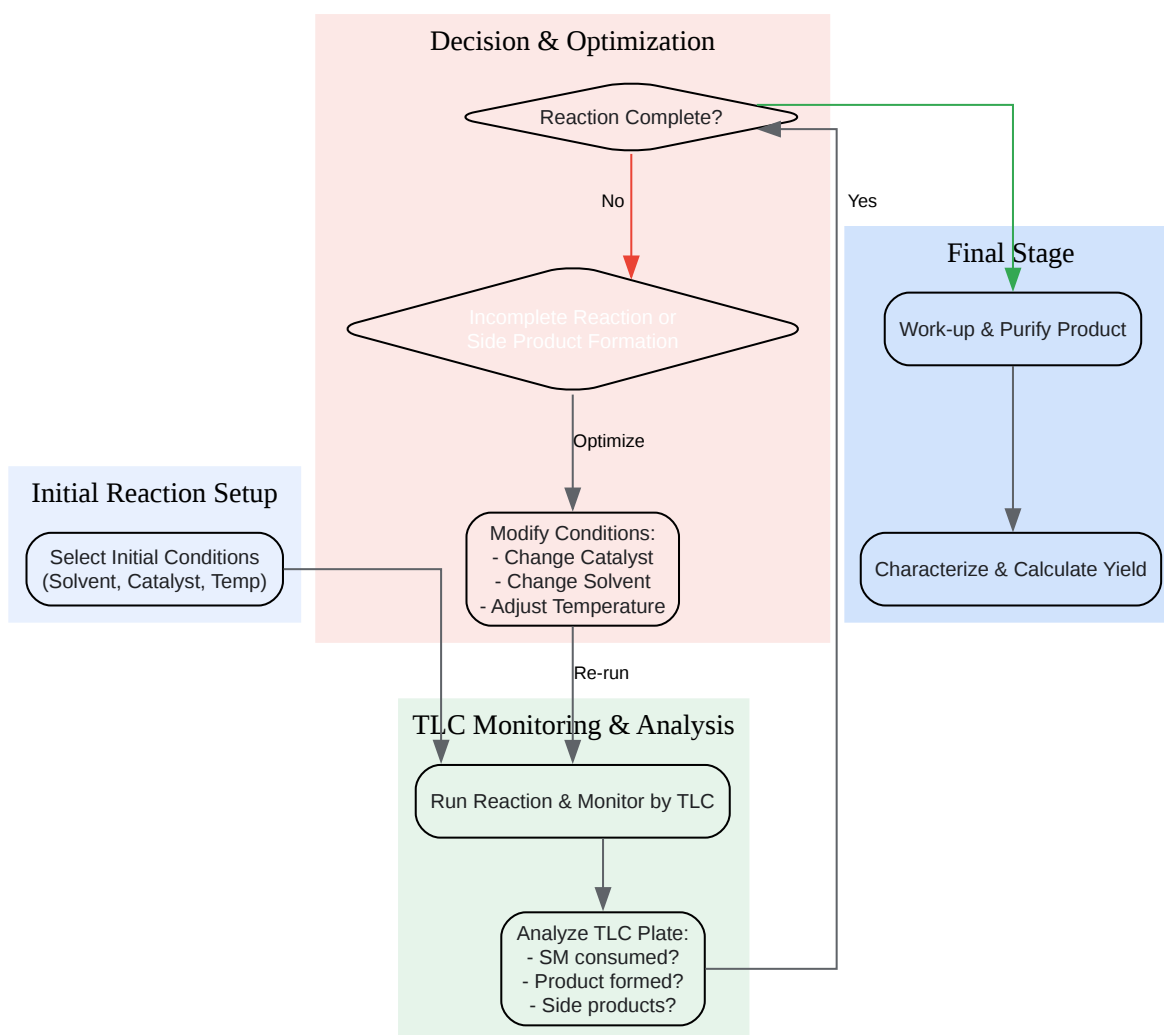 Decision & Optimization
Reaction Complete?
No
Yes
Final Stage
Incomplete Reaction or
Side Product Formation
Work-up & Purify Product
Optimize
Initial Reaction Setup
Select Initial Conditions
(Solvent, Catalyst, Temp)
Modify Conditions:
- Change Catalyst
- Change Solvent
- Adjust Temperature
Characterize & Calculate Yield
Re-run
TLC Monitoring & Analysis
Run Reaction & Monitor by TLC
Analyze TLC Plate:
- SM consumed?
- Product formed?
- Side products?